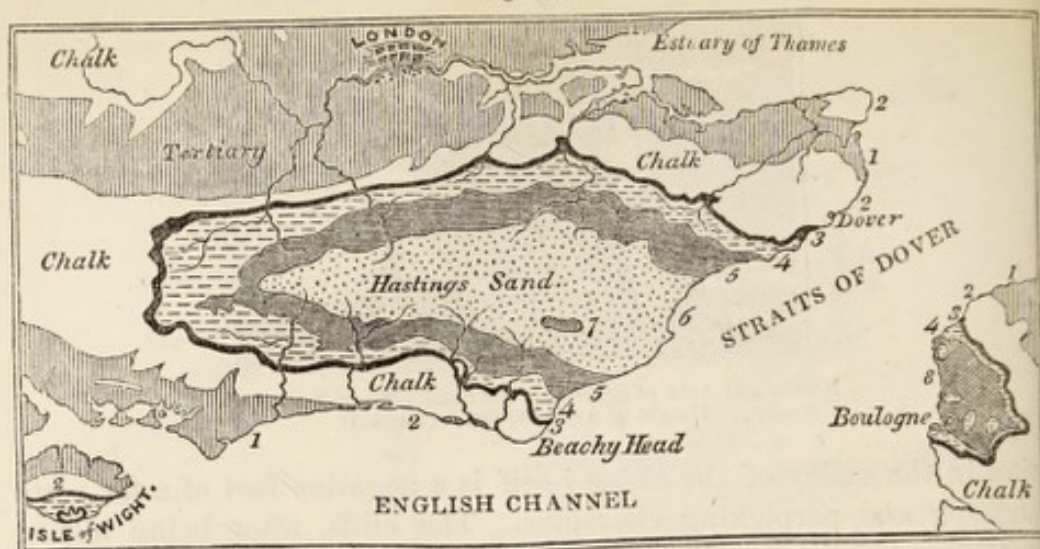 LONDON
Estuary of Thames
Chalk
2
Tertiary
Chalk
1
2
Dover
3
4
Chalk
5
STRAITS OF DOVER
Hastings Sand
6
7
1
2
3
4
8
Chalk
5
4
3
2
1
Boulogne
Beachy Head
2
3
ENGLISH CHANNEL
Chalk
ISLE of WIGHT.